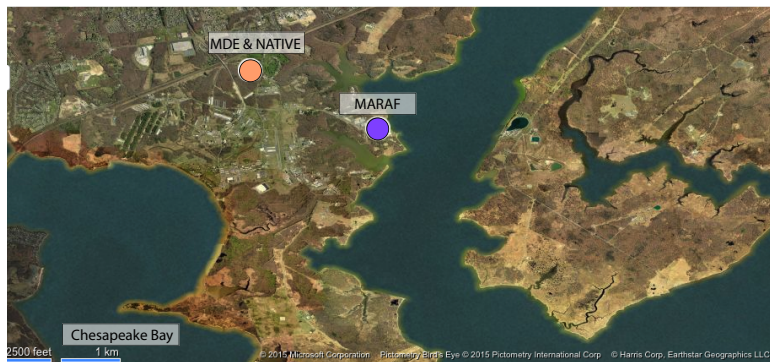 MDE & NATIVE
MARAF
Chesapeake Bay
2500 feet 1 km
© 2015 Microsoft Corporation Pictometry Bird's Eye © 2015 Pictometry International Corp © Harris Corp, Earthstar Geographics LLC